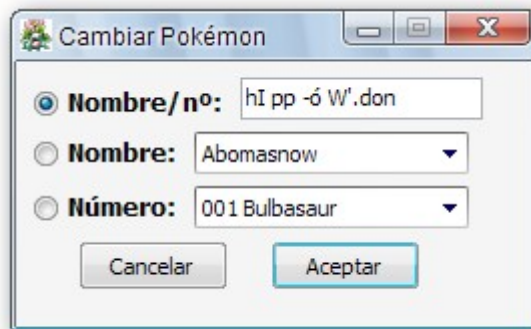 Cambiar Pokémon
Nombre/nº: hI pp -ó W'.don
Nombre: Abomasnow
Número: 001 Bulbasaur
Cancelar Aceptar